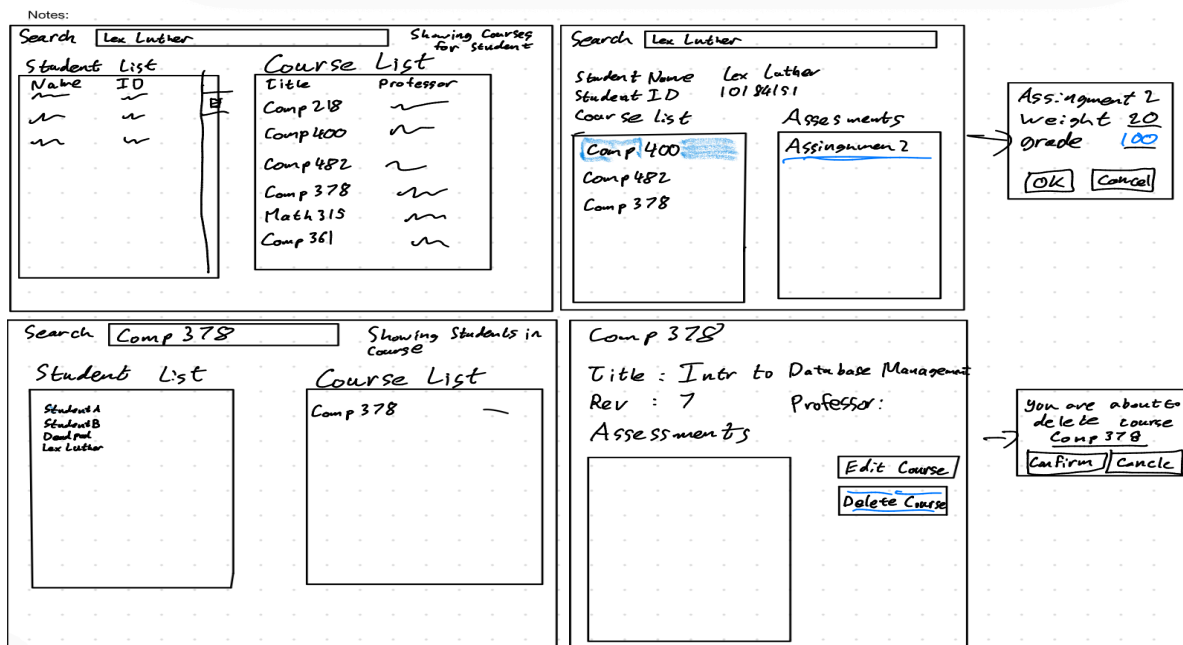 Notes:
Search Lex Luther
Showing Courses
for student
Student List
Name ID
Course List
Title Professor
Comp 218
Comp 400
Comp 482
Comp 378
Math 315
Comp 361
Search Lex Luther
Student Name Lex Luther
Student ID 10184151
Course list
Comp 400
Comp 482
Comp 378
Assesments
Assingnmen 2
Assingment 2
weight 20
grade 100
OK Cancel
Search Comp 378
Showing Students in
Course
Student List
Student A
Student B
Deadpool
Lex Luther
Course List
Comp 378
Comp 378
Title : Intr to Database Management
Rev : 7 Professor:
Assessments
Edit Course
Delete Course
you are about to
delete course
Comp 378
Confirm Cancle